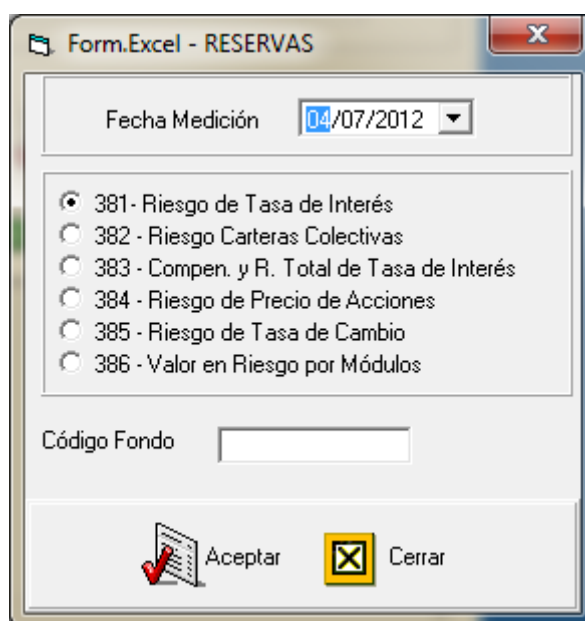 Form.Excel - RESERVAS
Fecha Medición 04/07/2012
381- Riesgo de Tasa de Interés
382 - Riesgo Carteras Colectivas
383 - Compen. y R. Total de Tasa de Interés
384 - Riesgo de Precio de Acciones
385 - Riesgo de Tasa de Cambio
386 - Valor en Riesgo por Módulos
Código Fondo
Aceptar Cerrar